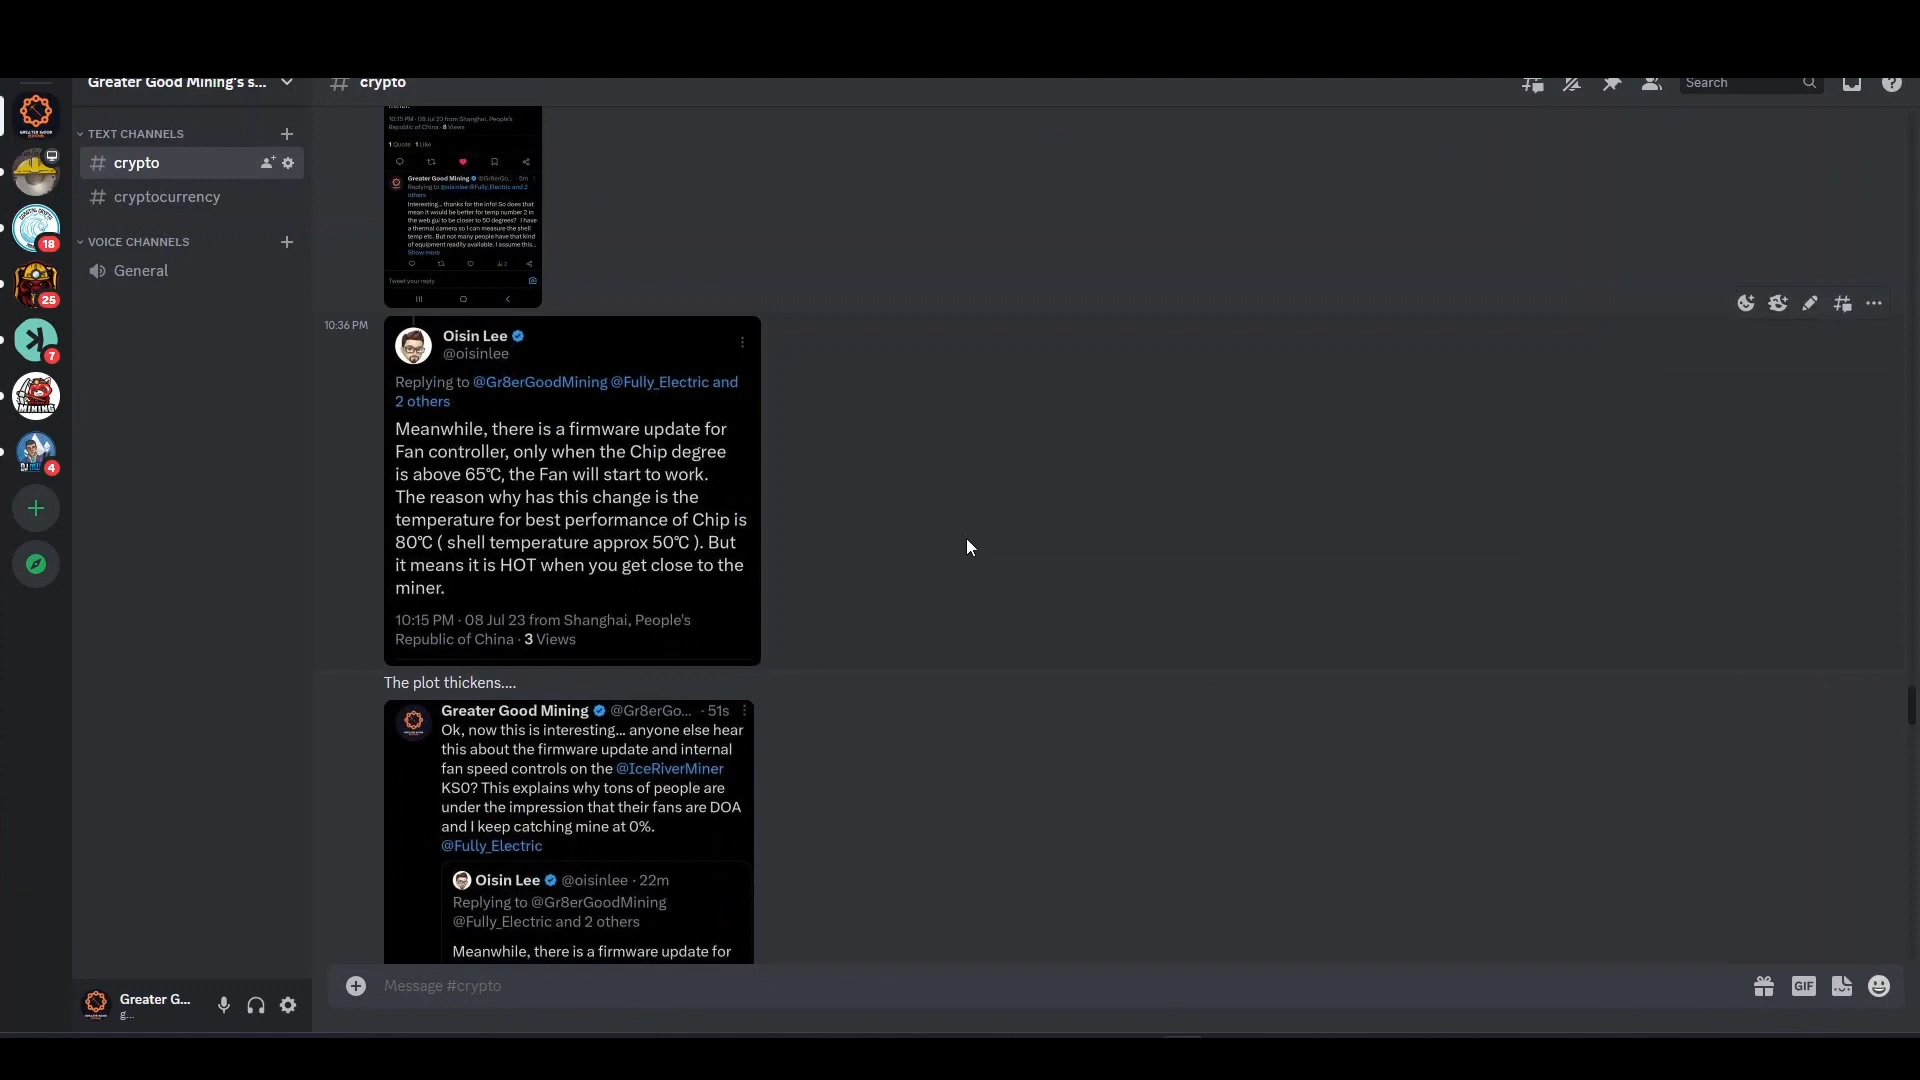 Greater Good Mining's s...
crypto
Search
TEXT CHANNELS
crypto
cryptocurrency
VOICE CHANNELS
General
18
25
7
MINING
4
10:15 PM · 08 Jul 23 from Shanghai, People's
Republic of China · 8 Views
1 Quote 1 Like
Greater Good Mining @Gr8erGo... · 5m
Replying to @oisinlee @Fully_Electric and 2
others
Interesting... thanks for the info! So does that
mean it would be better for temp number 2 in
the web gui to be closer to 50 degrees? I have
a thermal camera so I can measure the shell
temp etc. But not many people have that kind
of equipment readily available. I assume this...
Show more
Tweet your reply
10:36 PM
Oisin Lee
@oisinlee
Replying to @Gr8erGoodMining @Fully_Electric and
2 others
Meanwhile, there is a firmware update for
Fan controller, only when the Chip degree
is above 65℃, the Fan will start to work.
The reason why has this change is the
temperature for best performance of Chip is
80℃ ( shell temperature approx 50℃ ). But
it means it is HOT when you get close to the
miner.
10:15 PM · 08 Jul 23 from Shanghai, People's
Republic of China · 3 Views
The plot thickens....
Greater Good Mining @Gr8erGo... · 51s
Ok, now this is interesting... anyone else hear
this about the firmware update and internal
fan speed controls on the @IceRiverMiner
KS0? This explains why tons of people are
under the impression that their fans are DOA
and I keep catching mine at 0%.
@Fully_Electric
Oisin Lee @oisinlee · 22m
Replying to @Gr8erGoodMining
@Fully_Electric and 2 others
Meanwhile, there is a firmware update for
Message #crypto
GIF
Greater G...
g...